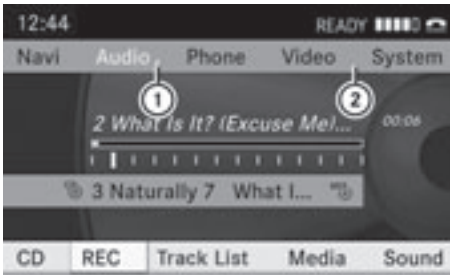 12:44 READY
Navi Audio Phone Video System
1 2
2 What Is It? (Excuse Me)... 00:06
3 Naturally 7 What I...
CD REC Track List Media Sound